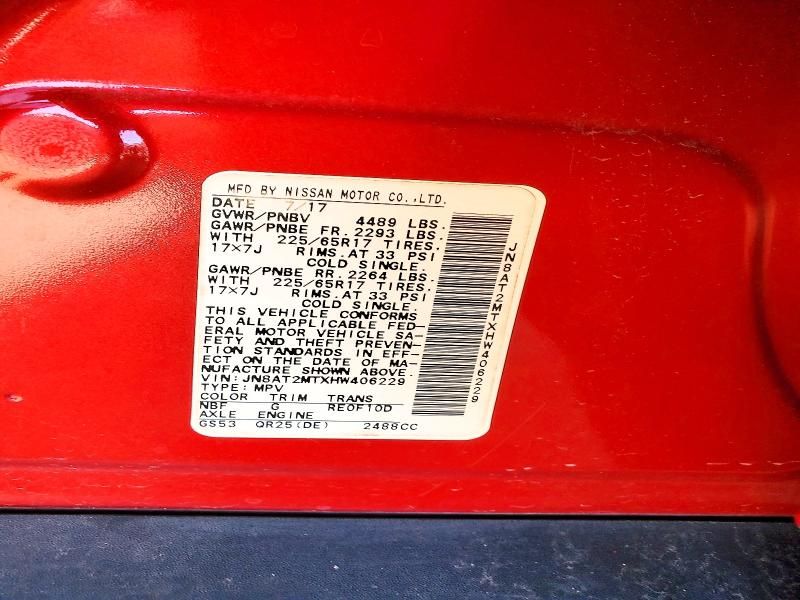 MFD BY NISSAN MOTOR CO.,LTD.
DATE 7/17
GVWR/PNBV 4489 LBS.
GAWR/PNBE FR. 2293 LBS.
WITH 225/65R17 TIRES.
17×7J RIMS.AT 33 PSI
COLD SINGLE.
GAWR/PNBE RR. 2264 LBS.
WITH 225/65R17 TIRES.
17×7J RIMS.AT 33 PSI
COLD SINGLE.
THIS VEHICLE CONFORMS
TO ALL APPLICABLE FED-
ERAL MOTOR VEHICLE SA-
FETY AND THEFT PREVEN-
TION STANDARDS IN EFF-
ECT ON THE DATE OF MA-
NUFACTURE SHOWN ABOVE.
VIN:JN8AT2MTXHW406229
TYPE:MPV
COLOR TRIM TRANS
NBF G RE0F10D
AXLE ENGINE
GS53 QR25(DE) 2488CC
JN8AT2MTXHW406229